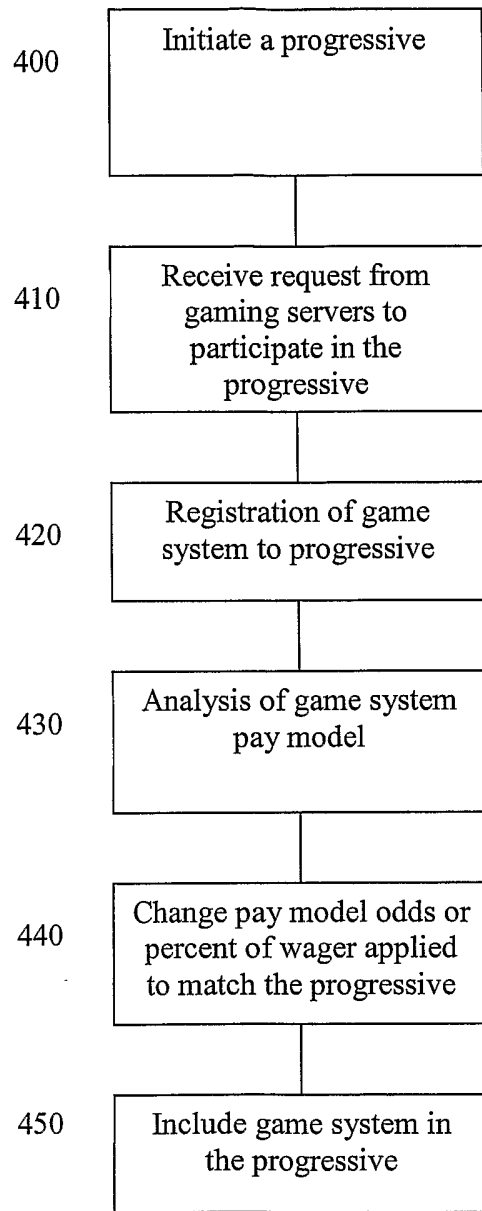 400
Initiate a progressive
410
Receive request from
gaming servers to
participate in the
progressive
420
Registration of game
system to progressive
430
Analysis of game system
pay model
440
Change pay model odds or
percent of wager applied
to match the progressive
450
Include game system in
the progressive